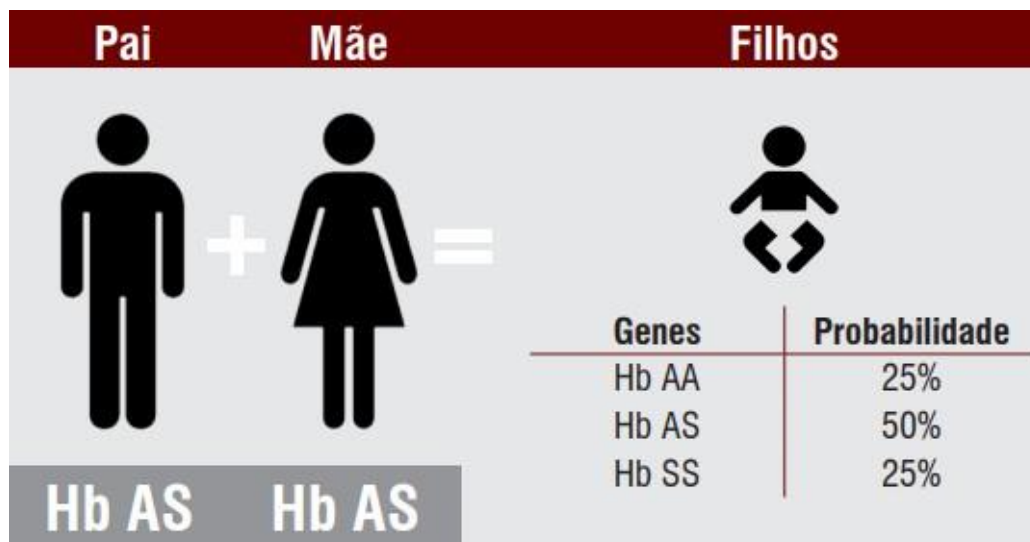 Pai Mãe Filhos
+ =
Genes Probabilidade
Hb AA 25%
Hb AS 50%
Hb SS 25%
Hb AS Hb AS